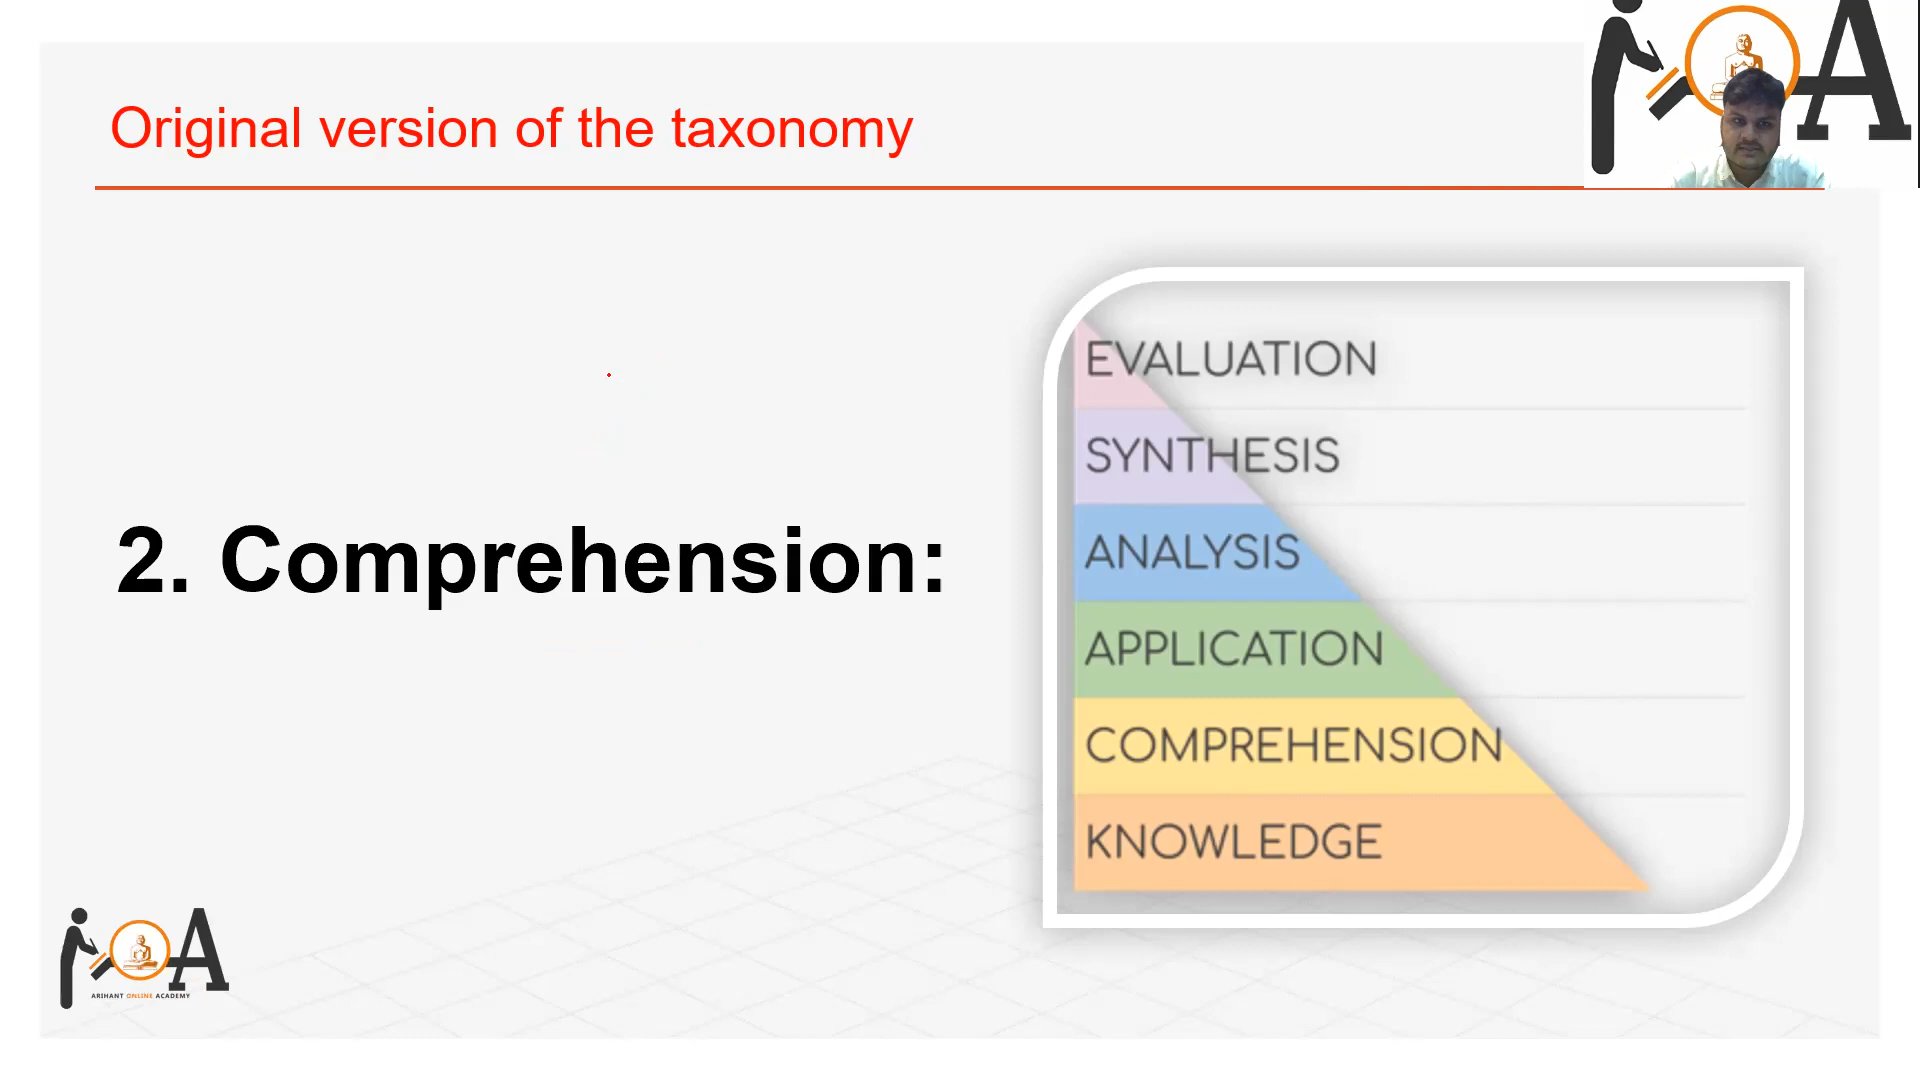 Original version of the taxonomy
2. Comprehension:
EVALUATION
SYNTHESIS
ANALYSIS
APPLICATION
COMPREHENSION
KNOWLEDGE
A
A
ARIHANT ONLINE ACADEMY